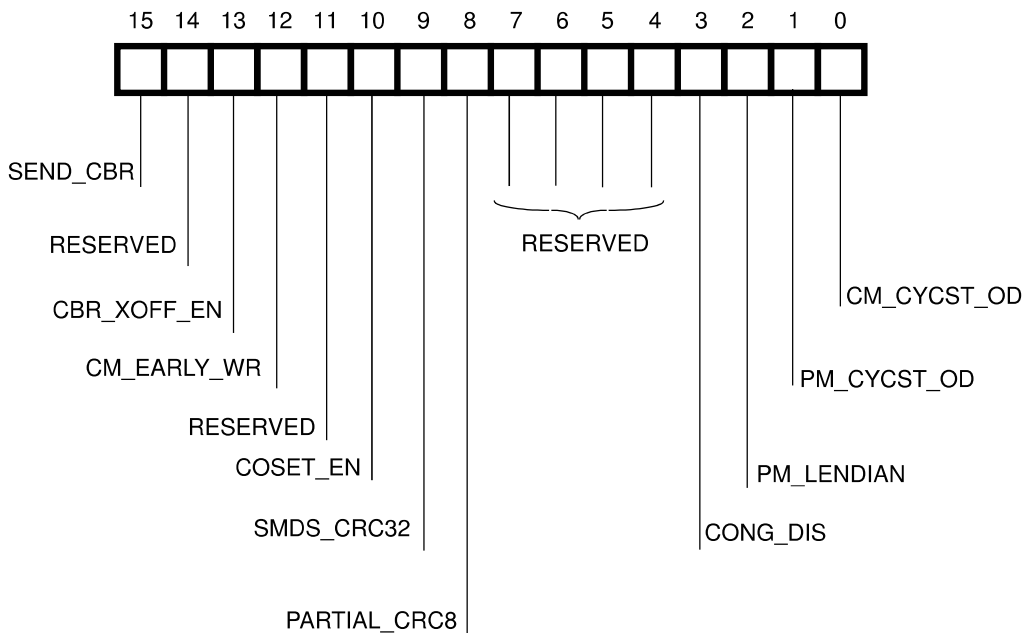 15 14 13 12 11 10 9 8 7 6 5 4 3 2 1 0
SEND_CBR
RESERVED
RESERVED
CM_CYCST_OD
CBR_XOFF_EN
CM_EARLY_WR
PM_CYCST_OD
RESERVED
COSET_EN
PM_LENDIAN
SMDS_CRC32
CONG_DIS
PARTIAL_CRC8